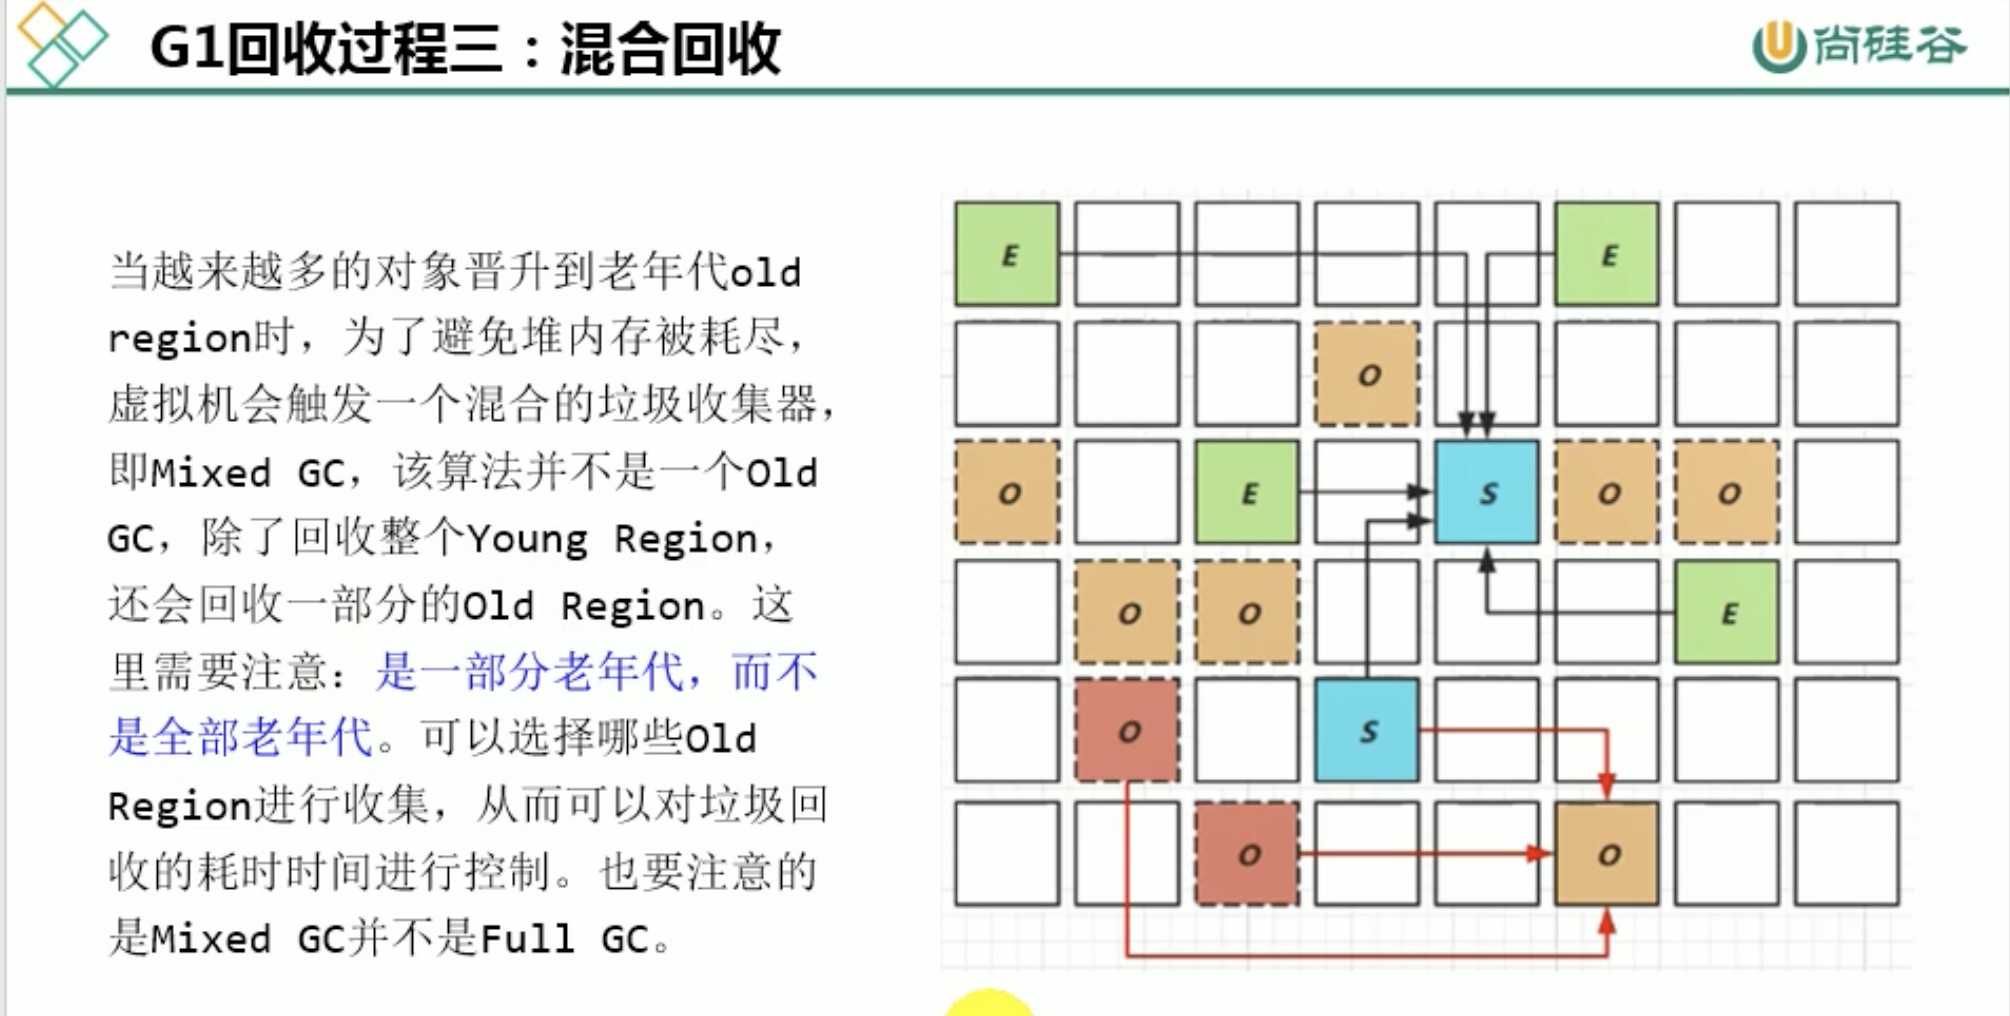 G1回收过程三：混合回收
尚硅谷
当越来越多的对象晋升到老年代old
region时，为了避免堆内存被耗尽，
虚拟机会触发一个混合的垃圾收集器，
即Mixed GC，该算法并不是一个Old
GC，除了回收整个Young Region，
还会回收一部分的Old Region。这
里需要注意：是一部分老年代，而不
是全部老年代。可以选择哪些Old
Region进行收集，从而可以对垃圾回
收的耗时时间进行控制。也要注意的
是Mixed GC并不是Full GC。
E E
O
O E S O O
O O E
O S
O O